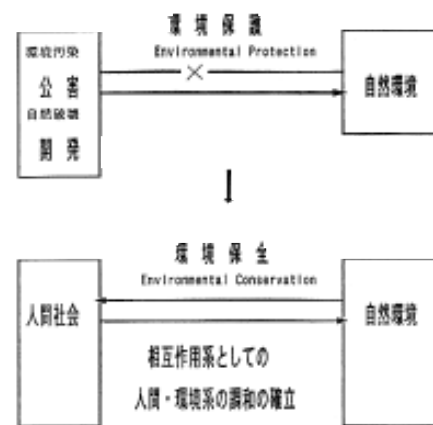 環境保護
Environmental Protection
環境汚染
公害
自然破壊
開発
×
自然環境
環境保全
Environmental Conservation
人間社会
自然環境
相互作用系としての
人間・環境系の調和の確立